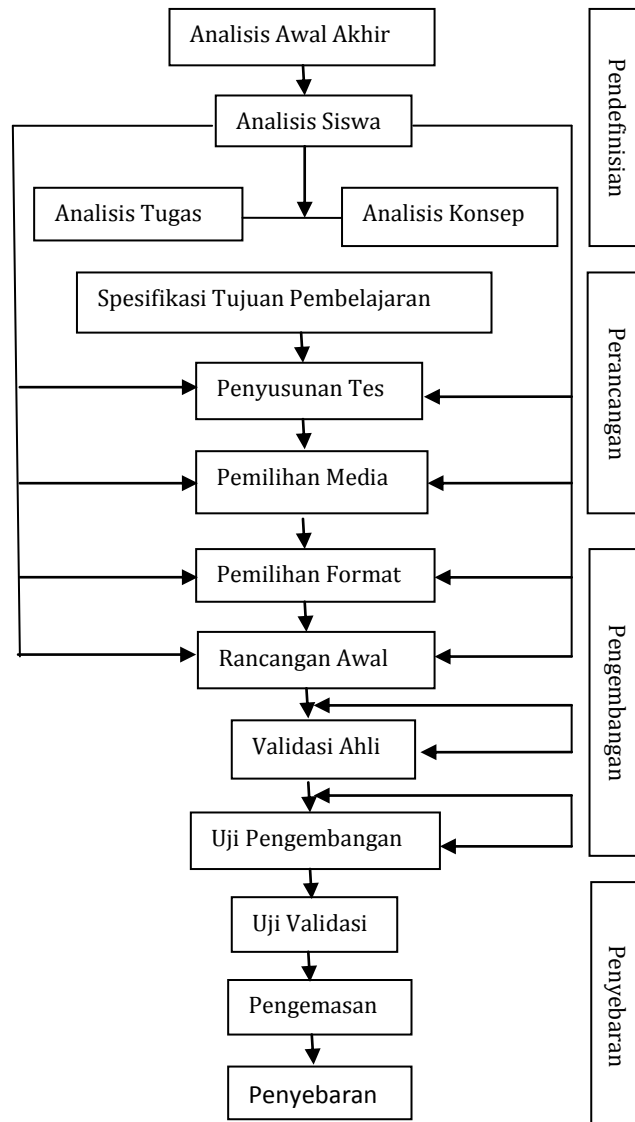 Analisis Awal Akhir
Analisis Siswa
Analisis Tugas
Analisis Konsep
Pendefinisian
Spesifikasi Tujuan Pembelajaran
Penyusunan Tes
Pemilihan Media
Perancangan
Pemilihan Format
Rancangan Awal
Validasi Ahli
Uji Pengembangan
Pengembangan
Uji Validasi
Pengemasan
Penyebaran
Penyebaran